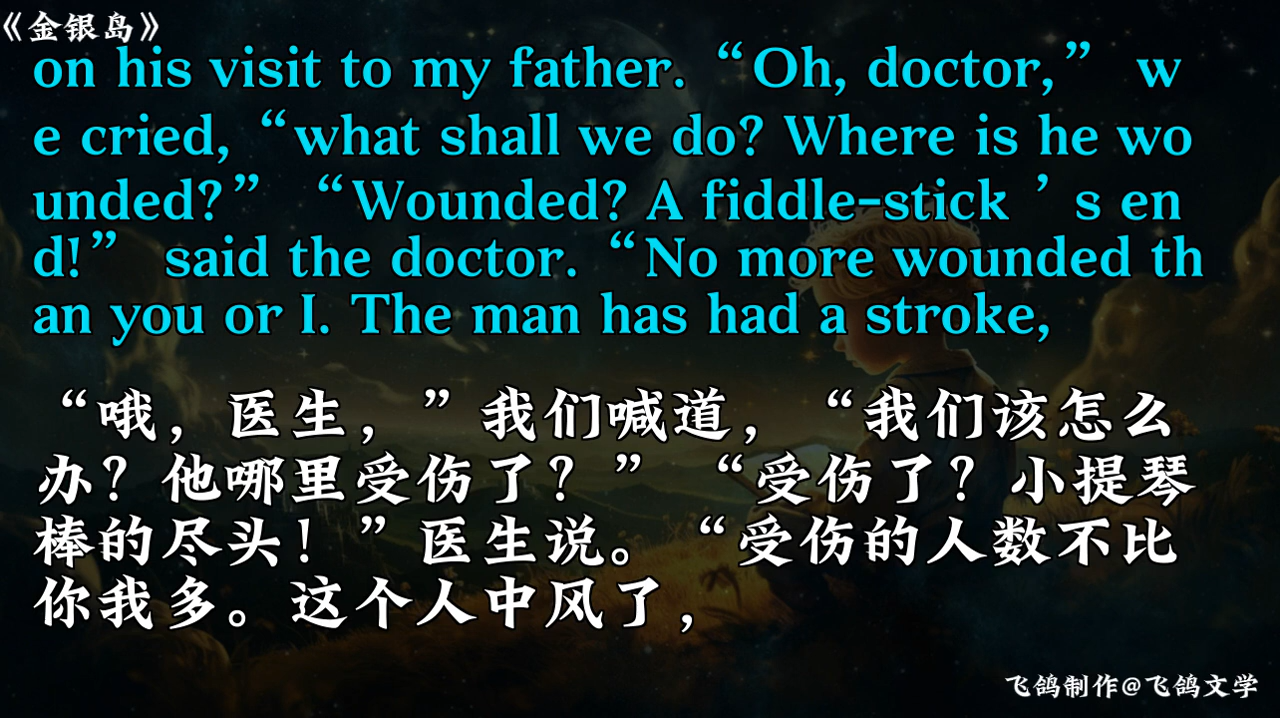 《金银岛》
on his visit to my father.“Oh, doctor,” w
e cried,“what shall we do? Where is he wo
unded?” “Wounded? A fiddle-stick ’s en
d!” said the doctor.“No more wounded th
an you or I. The man has had a stroke,
“哦，医生，”我们喊道，“我们该怎么
办？他哪里受伤了？” “受伤了？小提琴
棒的尽头！”医生说。“受伤的人数不比
你我多。这个人中风了，
飞鸽制作@飞鸽文学